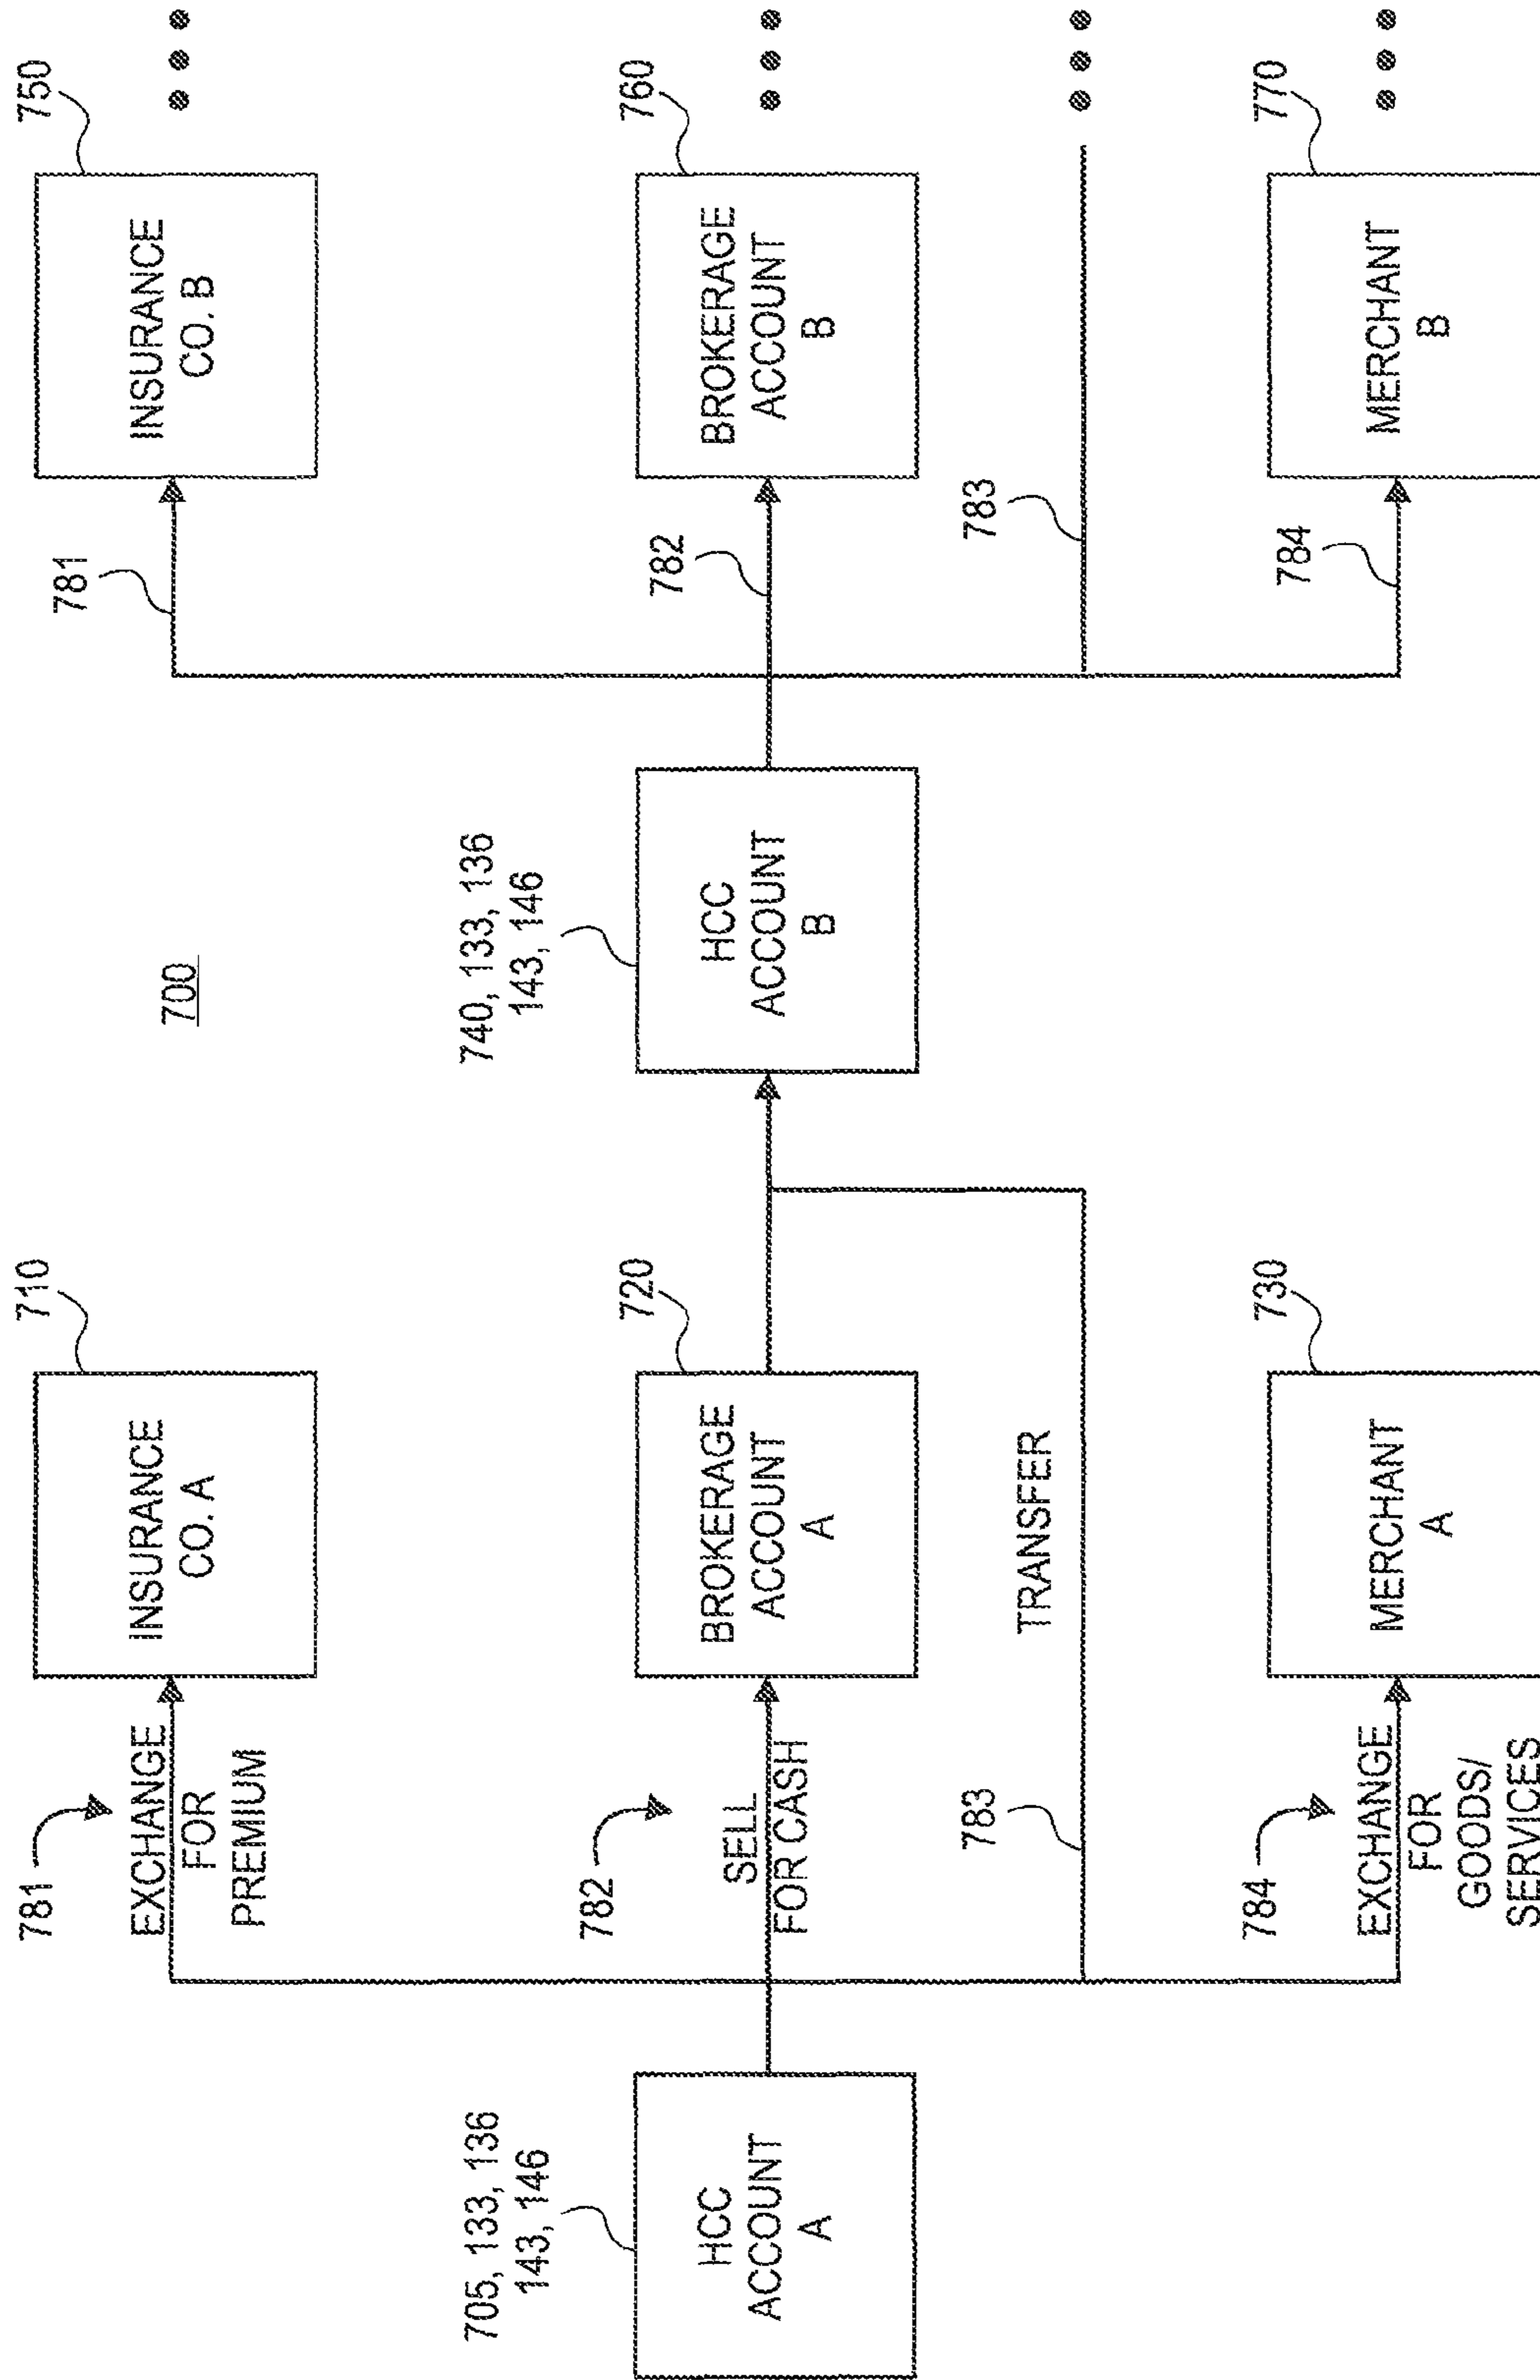 700
705, 133, 136
143, 146
HCC
ACCOUNT
A
781
EXCHANGE
FOR
PREMIUM
INSURANCE
CO. A
710
782
SELL
FOR CASH
BROKERAGE
ACCOUNT
A
720
783
TRANSFER
784
EXCHANGE
FOR
GOODS/
SERVICES
MERCHANT
A
730
740, 133, 136
143, 146
HCC
ACCOUNT
B
781
INSURANCE
CO. B
750
782
BROKERAGE
ACCOUNT
B
760
783
784
MERCHANT
B
770